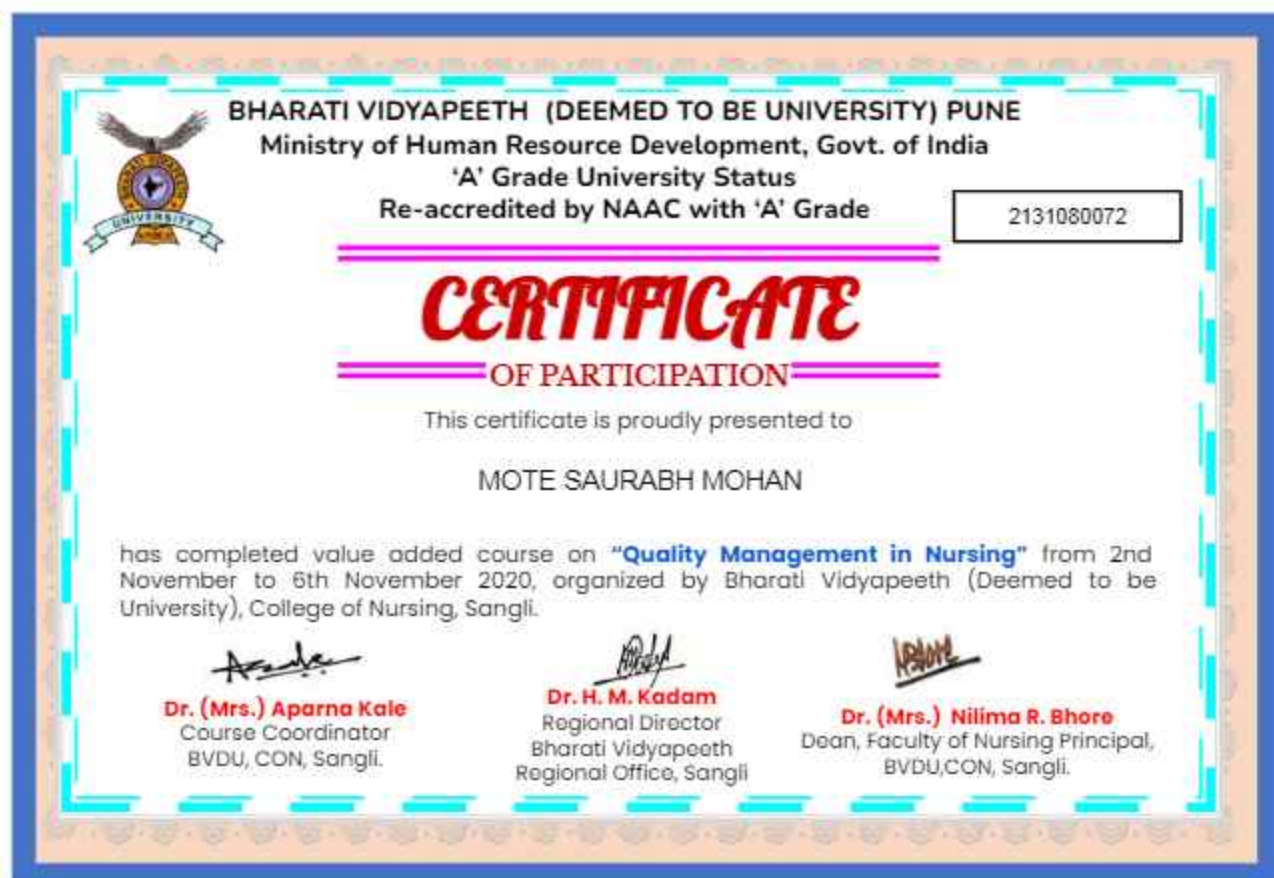 BHARATI VIDYAPEETH (DEEMED TO BE UNIVERSITY) PUNE
Ministry of Human Resource Development, Govt. of India
‘A’ Grade University Status
Re-accredited by NAAC with ‘A’ Grade
2131080072
BHARATI VIDYAPEETH
UNIVERSITY
CERTIFICATE
OF PARTICIPATION
This certificate is proudly presented to
MOTE SAURABH MOHAN
has completed value added course on “Quality Management in Nursing” from 2nd
November to 6th November 2020, organized by Bharati Vidyapeeth (Deemed to be
University), College of Nursing, Sangli.
Dr. (Mrs.) Aparna Kale
Course Coordinator
BVDU, CON, Sangli.
Dr. H. M. Kadam
Regional Director
Bharati Vidyapeeth
Regional Office, Sangli
Dr. (Mrs.) Nilima R. Bhore
Dean, Faculty of Nursing Principal,
BVDU,CON, Sangli.